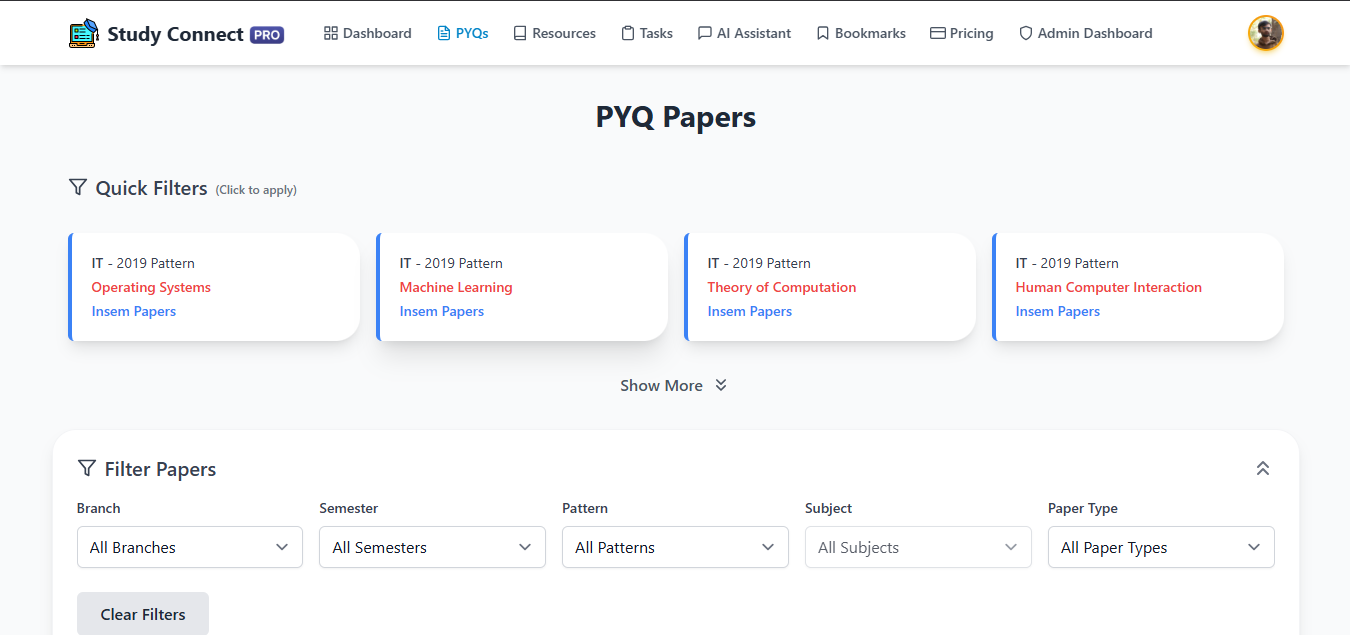 Study Connect PRO Dashboard PYQs Resources Tasks AI Assistant Bookmarks Pricing Admin Dashboard
PYQ Papers
Quick Filters (Click to apply)
IT - 2019 Pattern
Operating Systems
Insem Papers
IT - 2019 Pattern
Machine Learning
Insem Papers
IT - 2019 Pattern
Theory of Computation
Insem Papers
IT - 2019 Pattern
Human Computer Interaction
Insem Papers
Show More
Filter Papers
Branch
All Branches
Semester
All Semesters
Pattern
All Patterns
Subject
All Subjects
Paper Type
All Paper Types
Clear Filters